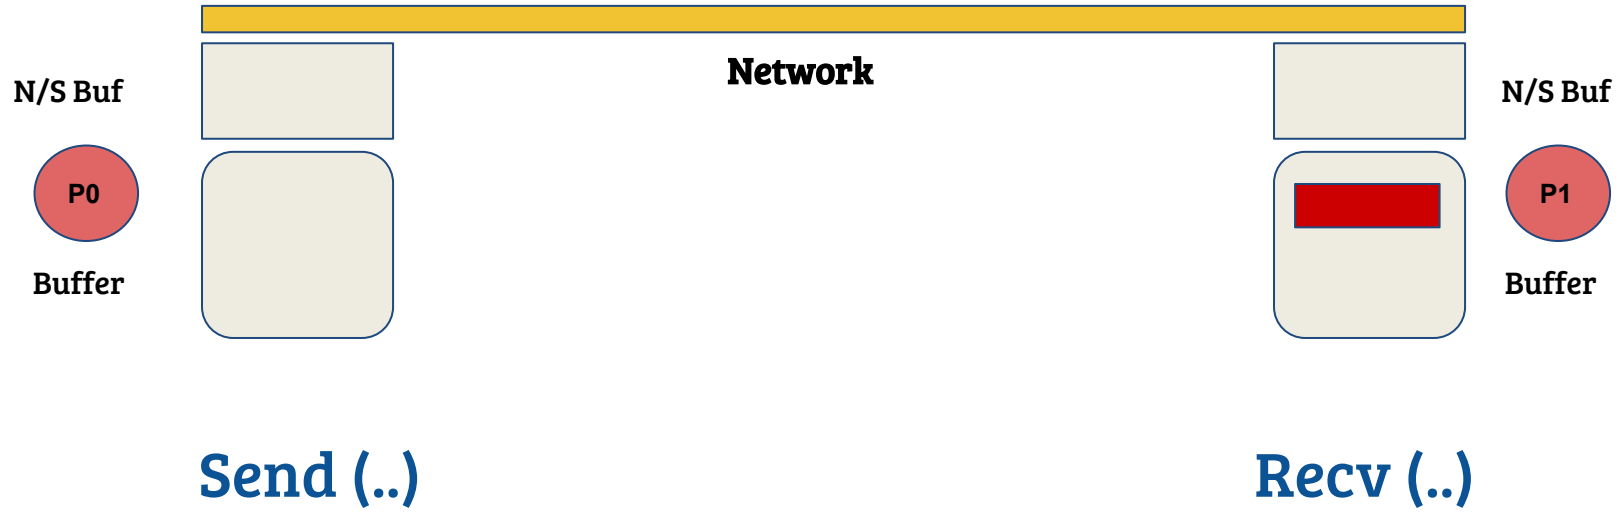 Network
N/S Buf
N/S Buf
P0
P1
Buffer
Buffer
Send (..)
Recv (..)